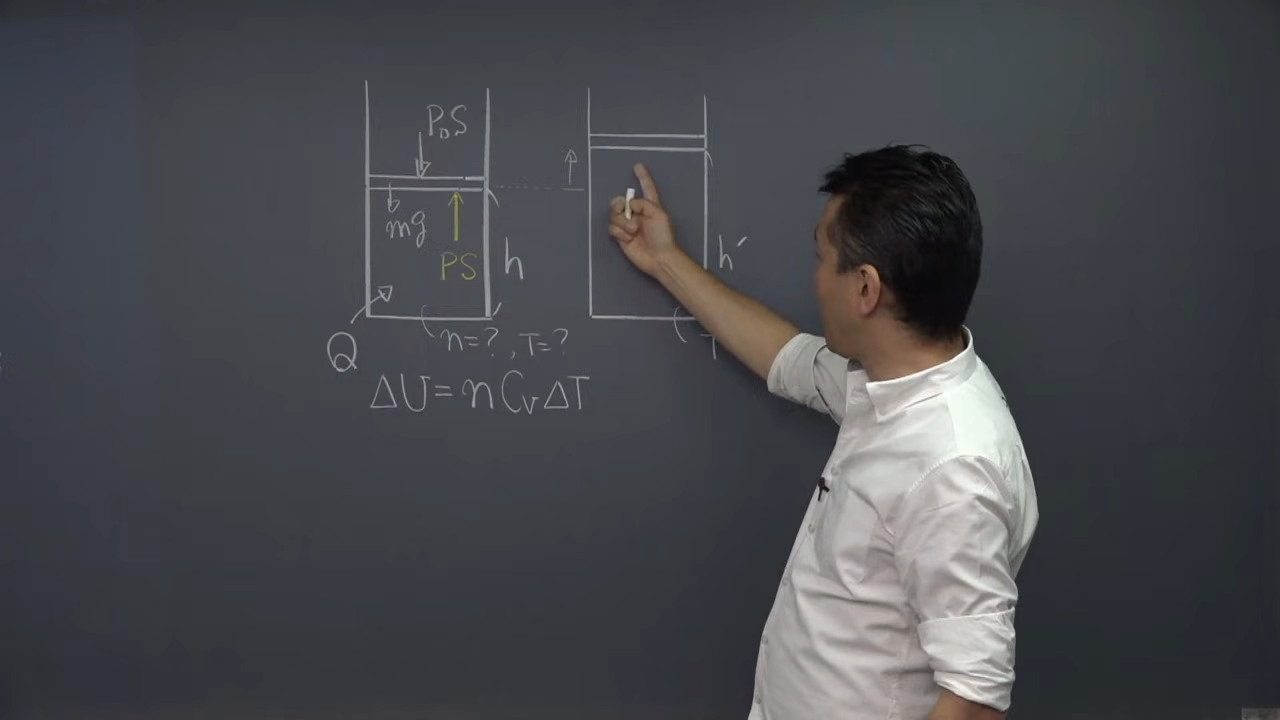 P₀S
mg
PS
h
h′
Q
n=?, T=?
T
ΔU=nCvΔT